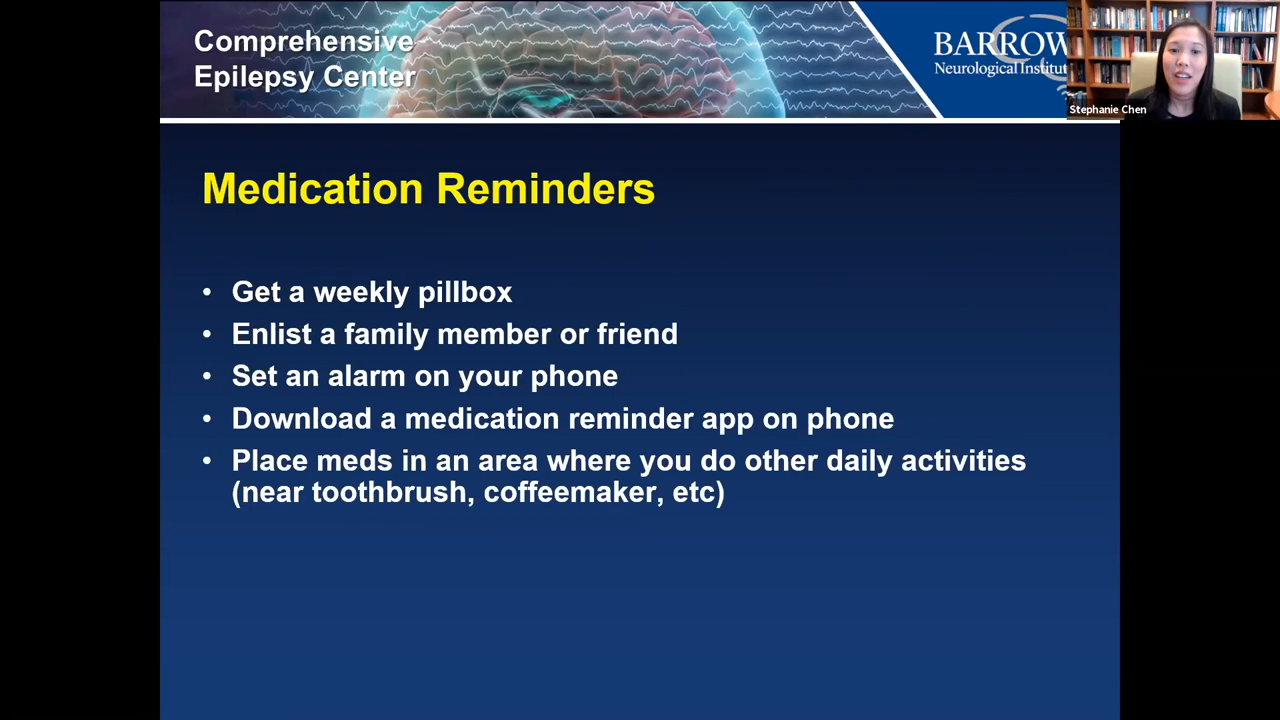 Comprehensive
Epilepsy Center
BARROW
Neurological Institute
Stephanie Chen
Medication Reminders
• Get a weekly pillbox
• Enlist a family member or friend
• Set an alarm on your phone
• Download a medication reminder app on phone
• Place meds in an area where you do other daily activities
(near toothbrush, coffeemaker, etc)